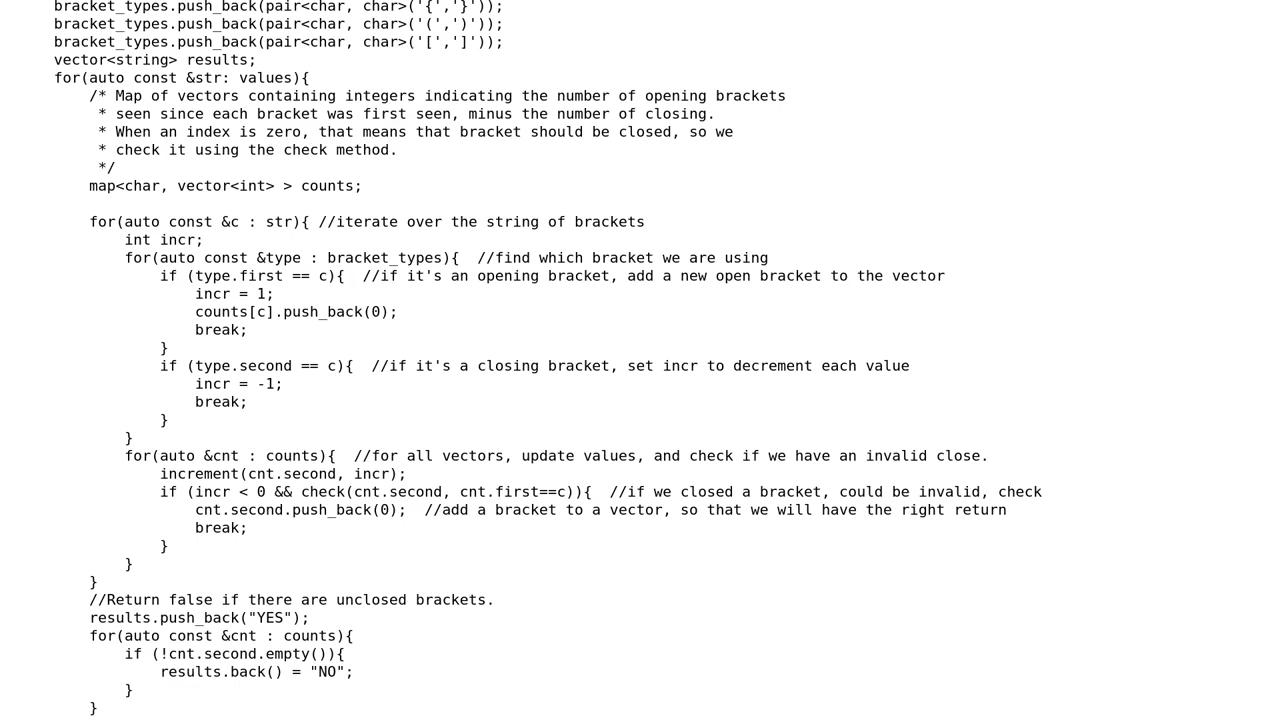 bracket_types.push_back(pair<char, char>('{','}'));
bracket_types.push_back(pair<char, char>('(',')'));
bracket_types.push_back(pair<char, char>('[',']'));
vector<string> results;
for(auto const &str: values){
    /* Map of vectors containing integers indicating the number of opening brackets
     * seen since each bracket was first seen, minus the number of closing.
     * When an index is zero, that means that bracket should be closed, so we
     * check it using the check method.
     */
    map<char, vector<int> > counts;

    for(auto const &c : str){ //iterate over the string of brackets
        int incr;
        for(auto const &type : bracket_types){  //find which bracket we are using
            if (type.first == c){  //if it's an opening bracket, add a new open bracket to the vector
                incr = 1;
                counts[c].push_back(0);
                break;
            }
            if (type.second == c){  //if it's a closing bracket, set incr to decrement each value
                incr = -1;
                break;
            }
        }
        for(auto &cnt : counts){  //for all vectors, update values, and check if we have an invalid close.
            increment(cnt.second, incr);
            if (incr < 0 && check(cnt.second, cnt.first==c)){  //if we closed a bracket, could be invalid, check
                cnt.second.push_back(0);  //add a bracket to a vector, so that we will have the right return
                break;
            }
        }
    }
    //Return false if there are unclosed brackets.
    results.push_back("YES");
    for(auto const &cnt : counts){
        if (!cnt.second.empty()){
            results.back() = "NO";
        }
    }